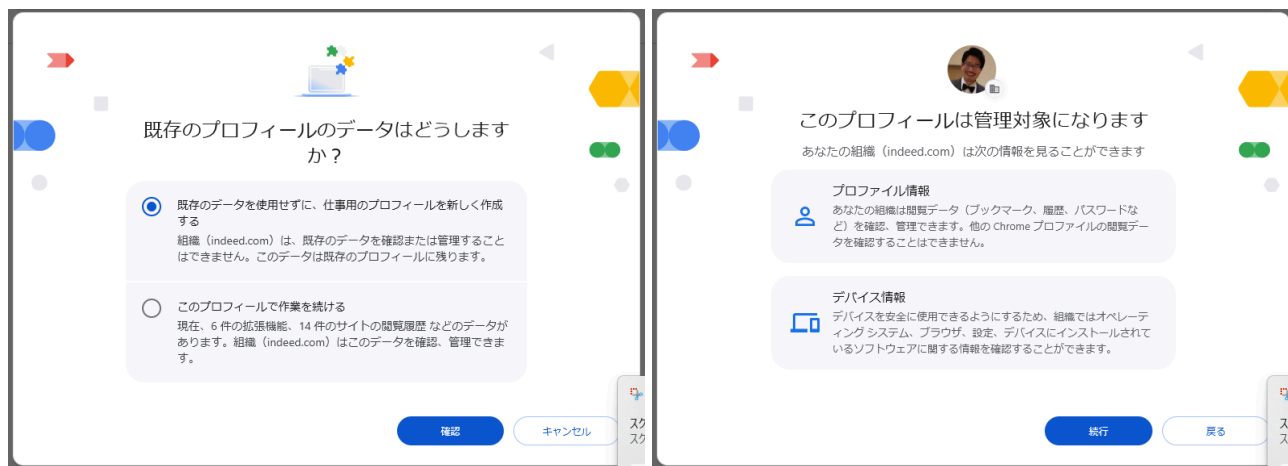 既存のプロフィールのデータはどうします
か？
既存のデータを使用せずに、仕事用のプロフィールを新しく作成
する
組織（indeed.com）は、既存のデータを確認または管理すること
はできません。このデータは既存のプロフィールに残ります。
このプロフィールで作業を続ける
現在、6 件の拡張機能、14 件のサイトの閲覧履歴 などのデータが
あります。組織（indeed.com）はこのデータを確認、管理できま
す。
確認
キャンセル
スク
スク
このプロフィールは管理対象になります
あなたの組織（indeed.com）は次の情報を見ることができます
プロファイル情報
あなたの組織は閲覧データ（ブックマーク、履歴、パスワードな
ど）を確認、管理できます。他の Chrome プロファイルの閲覧デー
タを確認することはできません。
デバイス情報
デバイスを安全に使用できるようにするため、組織ではオペレーテ
ィング システム、ブラウザ、設定、デバイスにインストールされて
いるソフトウェアに関する情報を確認することができます。
続行
戻る
ス
ス